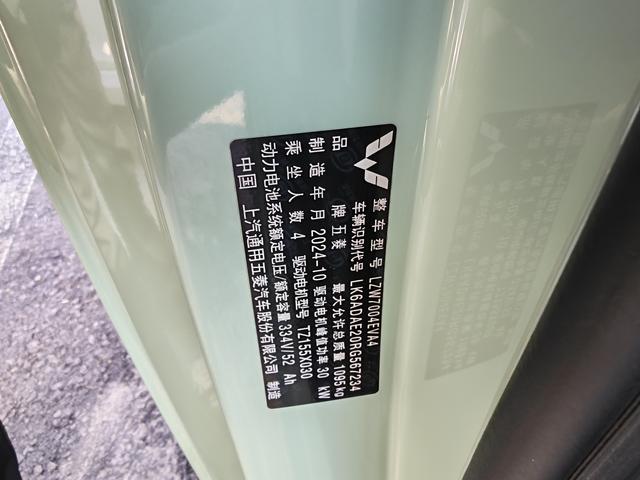 整车型号 LZW7004EVA4
车辆识别代号 LK6ADAE20RG567234
品牌 五菱 最大允许总质量 1095 kg
制造年月 2024-10 驱动电机峰值功率 30 kW
乘坐人数 4 驱动电机型号 TZ155X030
动力电池系统额定电压/额定容量 334V/52 Ah
中国 上汽通用五菱汽车股份有限公司 制造